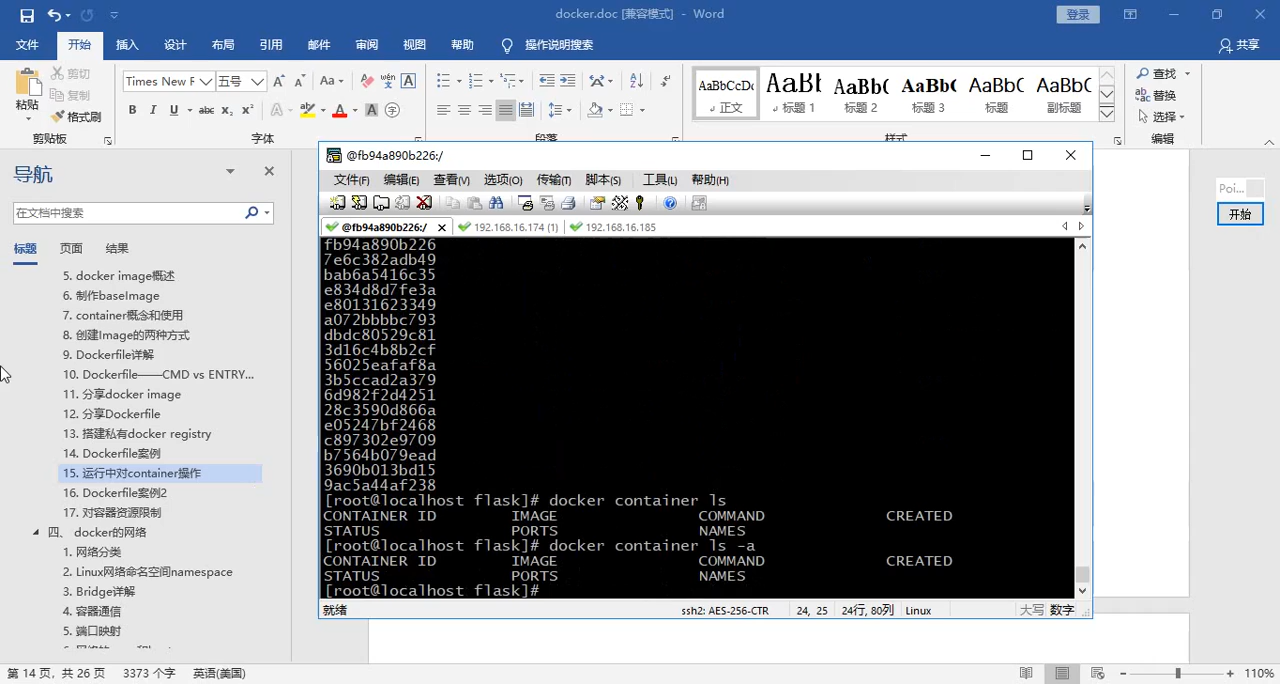 docker.doc [兼容模式] - Word
登录
文件 开始 插入 设计 布局 引用 邮件 审阅 视图 帮助 操作说明搜索 共享
粘贴
剪切
复制
格式刷
剪贴板
Times New F 五号
字体
段落
AaBbCcDc 正文
AaBl 标题 1
AaBb( 标题 2
AaBb( 标题 3
AaBbC 标题
AaBbC 副标题
样式
查找
替换
选择
编辑
导航
在文档中搜索
标题 页面 结果
5. docker image概述
6. 制作baseImage
7. container概念和使用
8. 创建Image的两种方式
9. Dockerfile详解
10. Dockerfile——CMD vs ENTRY...
11. 分享docker image
12. 分享Dockerfile
13. 搭建私有docker registry
14. Dockerfile案例
15. 运行中对container操作
16. Dockerfile案例2
17. 对容器资源限制
四、 docker的网络
1. 网络分类
2. Linux网络命名空间namespace
3. Bridge详解
4. 容器通信
5. 端口映射
@fb94a890b226:/
文件(F) 编辑(E) 查看(V) 选项(O) 传输(T) 脚本(S) 工具(L) 帮助(H)
@fb94a890b226:/ 192.168.16.174 (1) 192.168.16.185
fb94a890b226
7e6c382adb49
bab6a5416c35
e834d8d7fe3a
e80131623349
a072bbbbc793
dbdc80529c81
3d16c4b8b2cf
56025eafaf8a
3b5ccad2a379
6d982f2d4251
28c3590d866a
e05247bf2468
c897302e9709
b7564b079ead
3690b013bd15
9ac5a44af238
[root@localhost flask]# docker container ls
CONTAINER ID IMAGE COMMAND CREATED
STATUS PORTS NAMES
[root@localhost flask]# docker container ls -a
CONTAINER ID IMAGE COMMAND CREATED
STATUS PORTS NAMES
[root@localhost flask]#
就绪 ssh2: AES-256-CTR 24, 25 24行, 80列 Linux 大写 数字
Poi...
开始
第 14 页，共 26 页 3373 个字 英语(美国) 110%